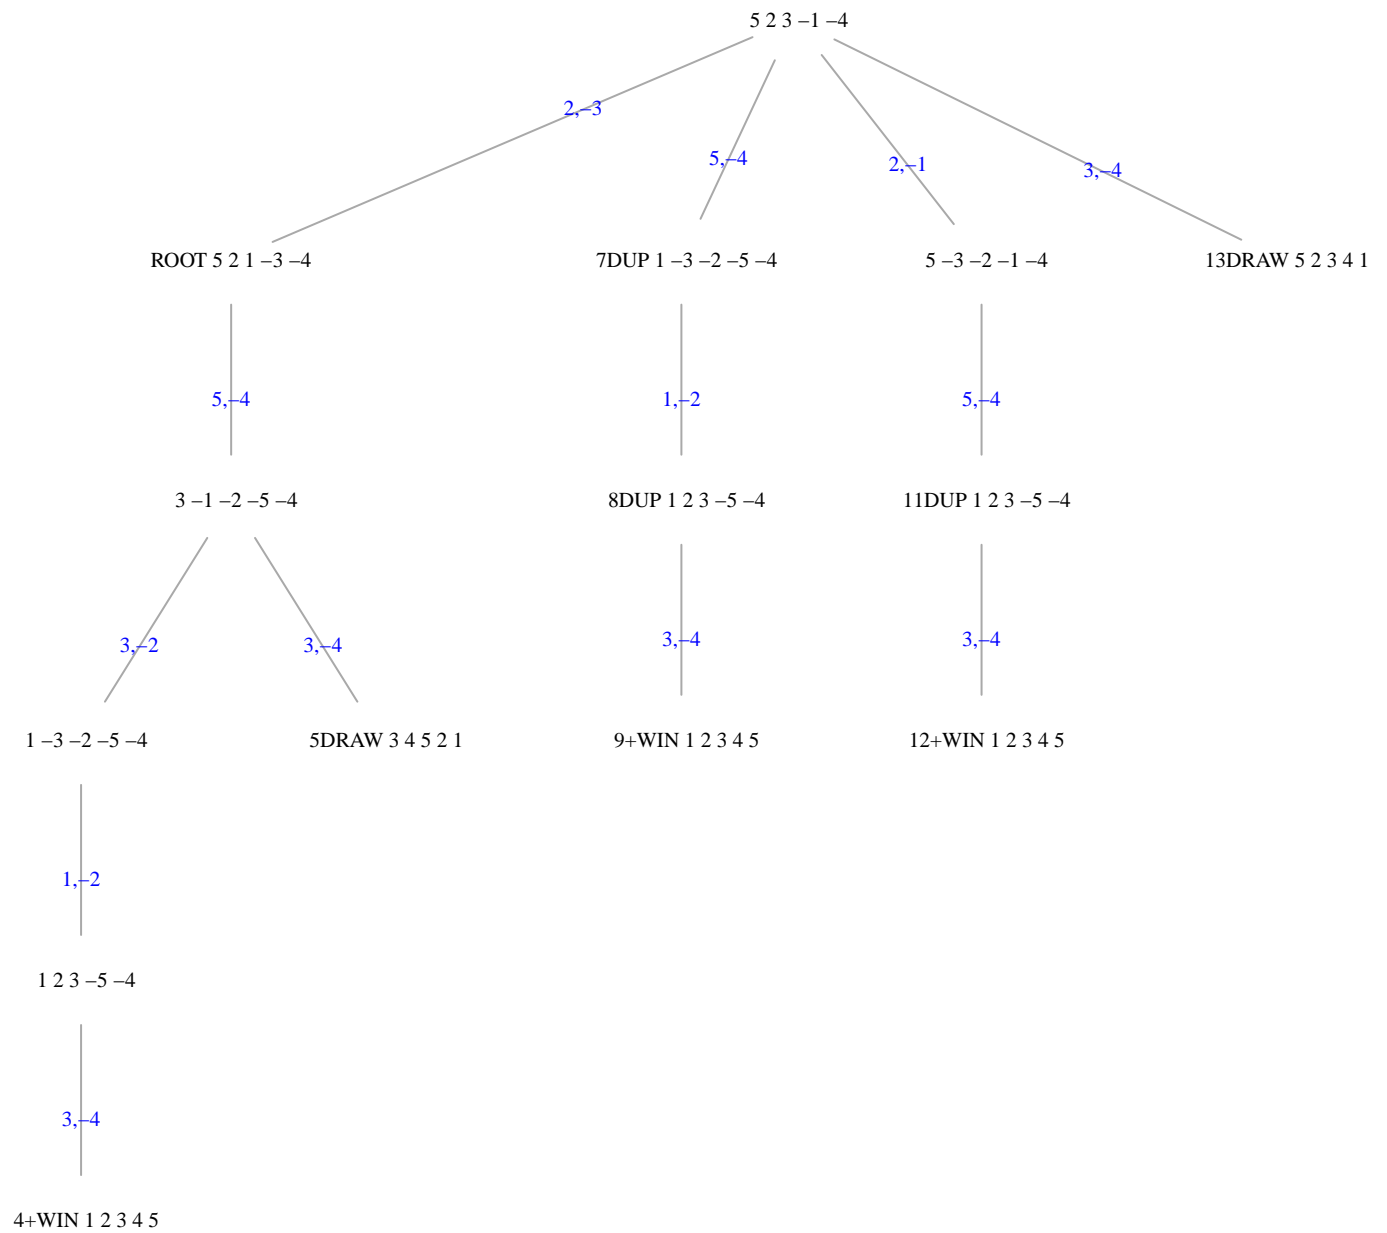 5 2 3 –1 –4
2,–3
5,–4
2,–1
3,–4
ROOT 5 2 1 –3 –4
7DUP 1 –3 –2 –5 –4
5 –3 –2 –1 –4
13DRAW 5 2 3 4 1
5,–4
1,–2
5,–4
3 –1 –2 –5 –4
8DUP 1 2 3 –5 –4
11DUP 1 2 3 –5 –4
3,–2
3,–4
3,–4
3,–4
1 –3 –2 –5 –4
5DRAW 3 4 5 2 1
9+WIN 1 2 3 4 5
12+WIN 1 2 3 4 5
1,–2
1 2 3 –5 –4
3,–4
4+WIN 1 2 3 4 5